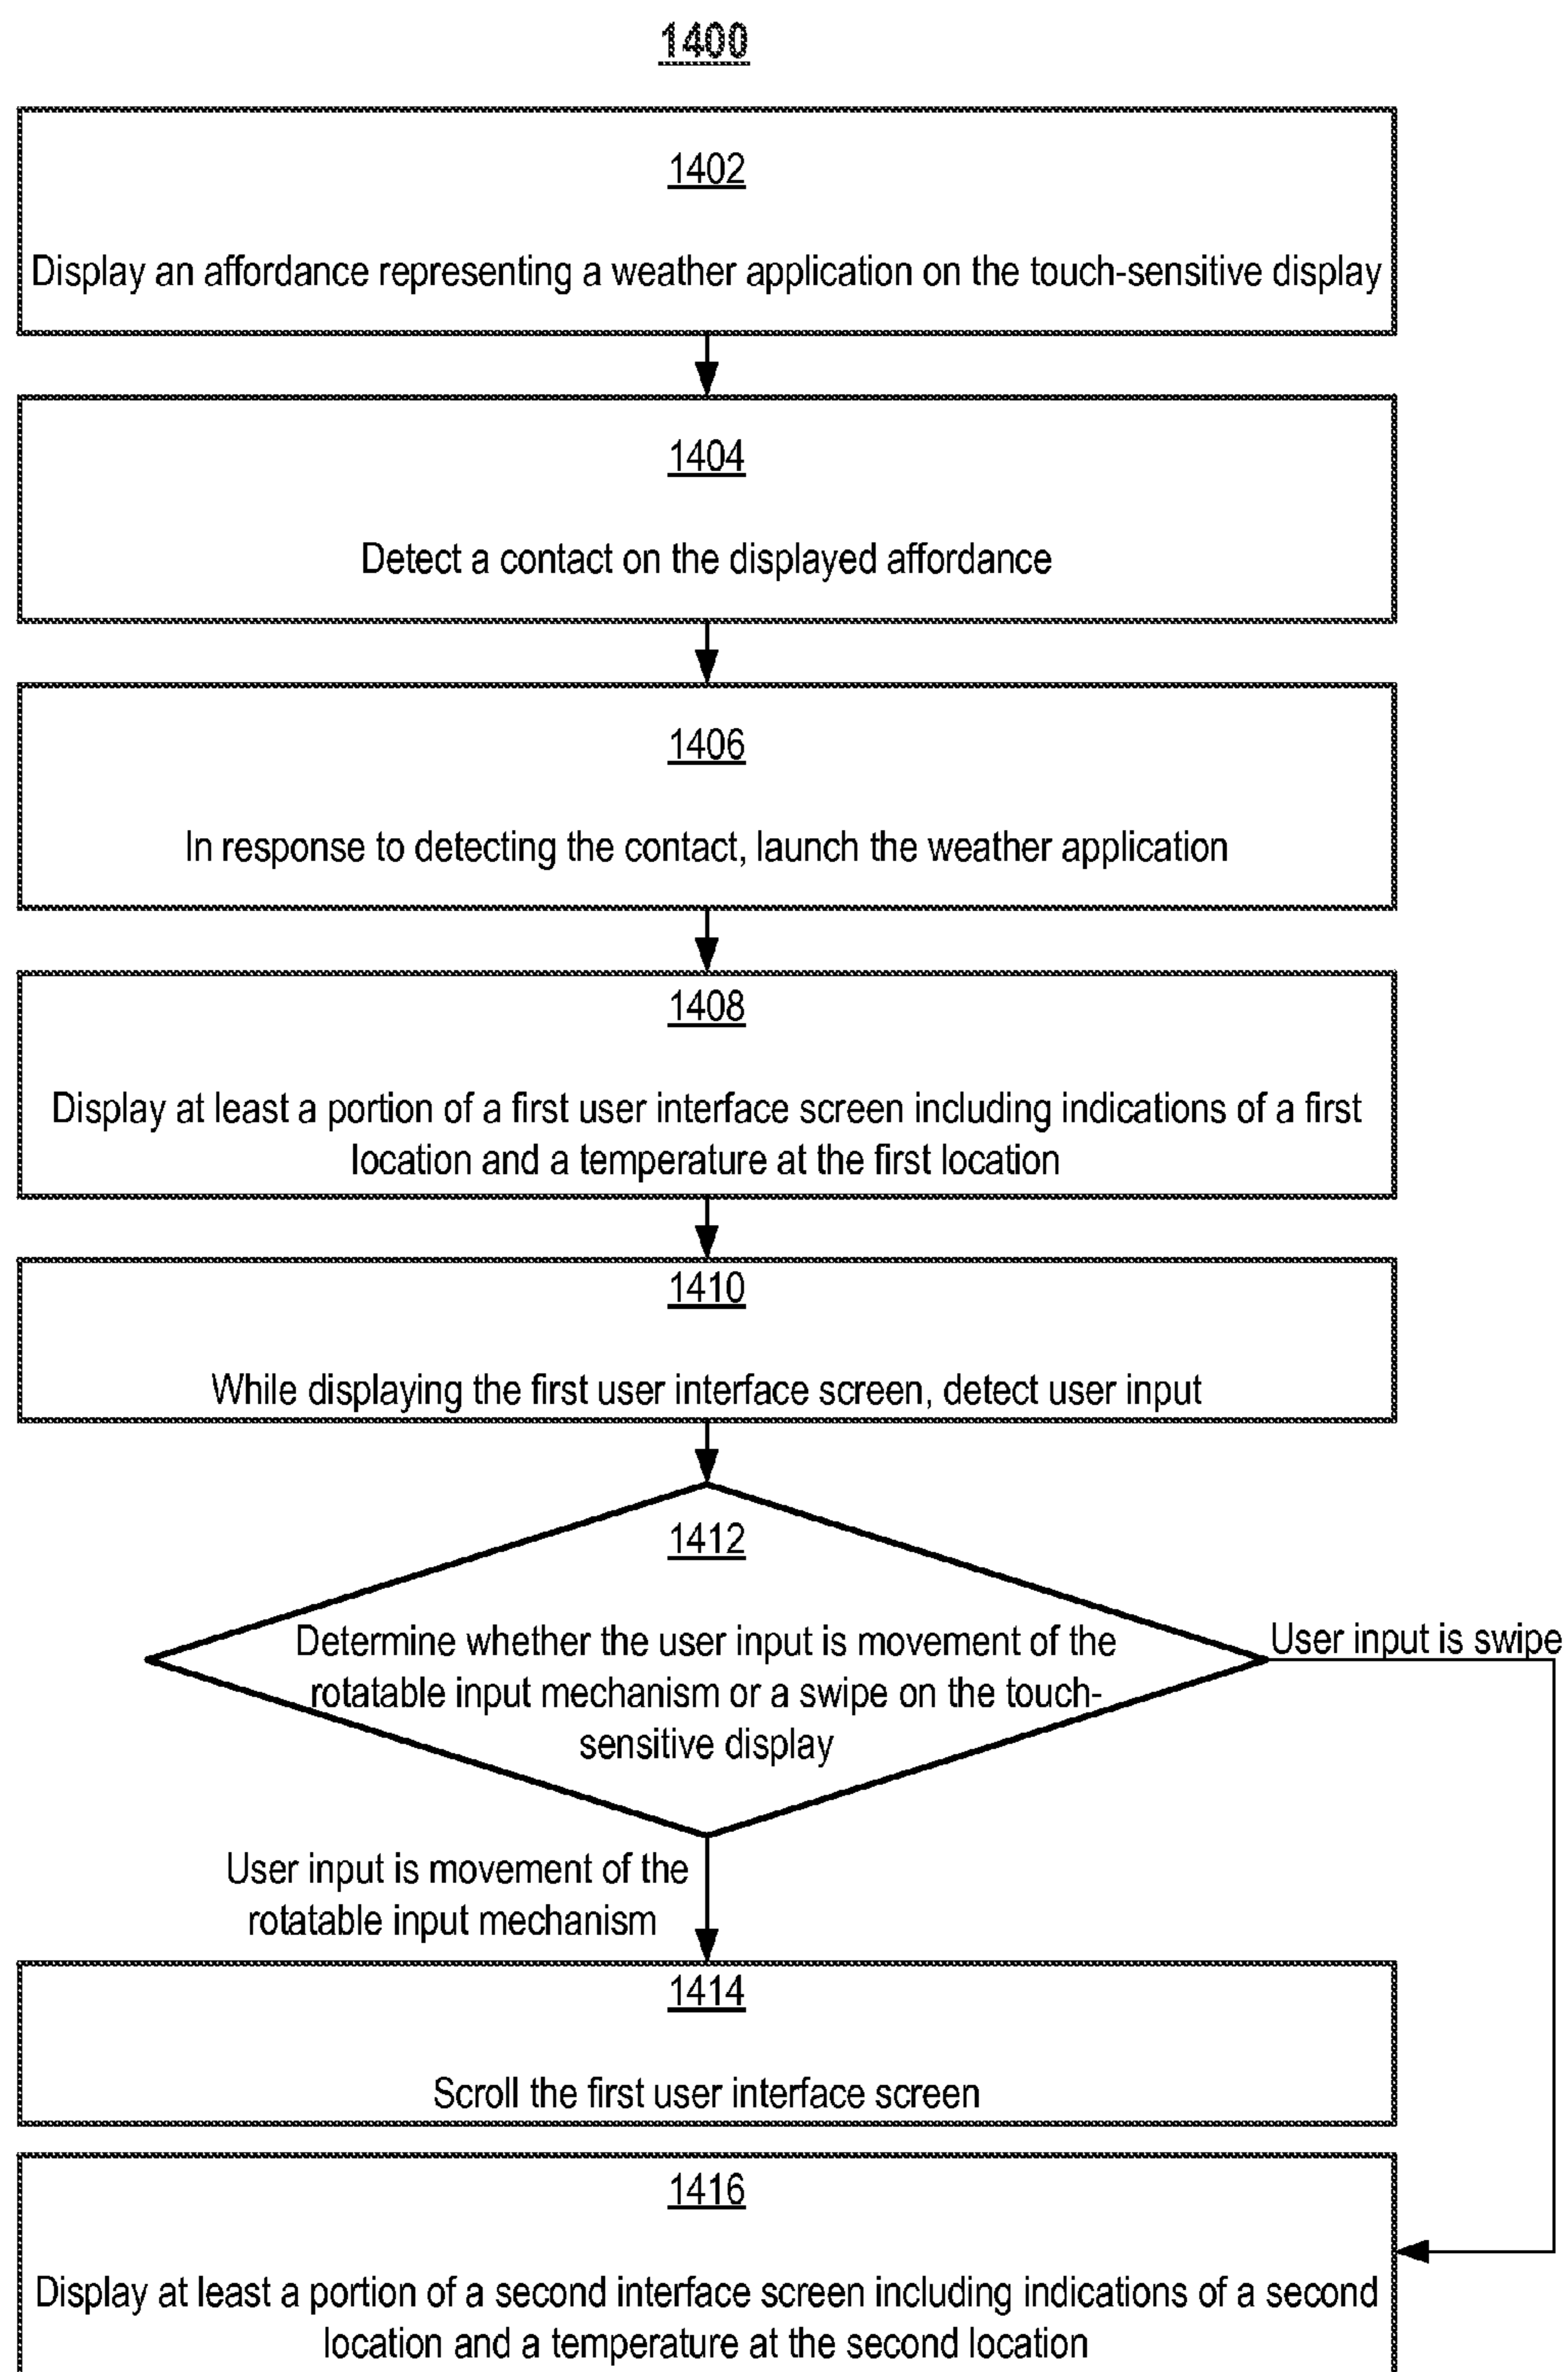 1400
1402
Display an affordance representing a weather application on the touch-sensitive display
1404
Detect a contact on the displayed affordance
1406
In response to detecting the contact, launch the weather application
1408
Display at least a portion of a first user interface screen including indications of a first
location and a temperature at the first location
1410
While displaying the first user interface screen, detect user input
1412
Determine whether the user input is movement of the
rotatable input mechanism or a swipe on the touch-
sensitive display
User input is swipe
User input is movement of the
rotatable input mechanism
1414
Scroll the first user interface screen
1416
Display at least a portion of a second interface screen including indications of a second
location and a temperature at the second location